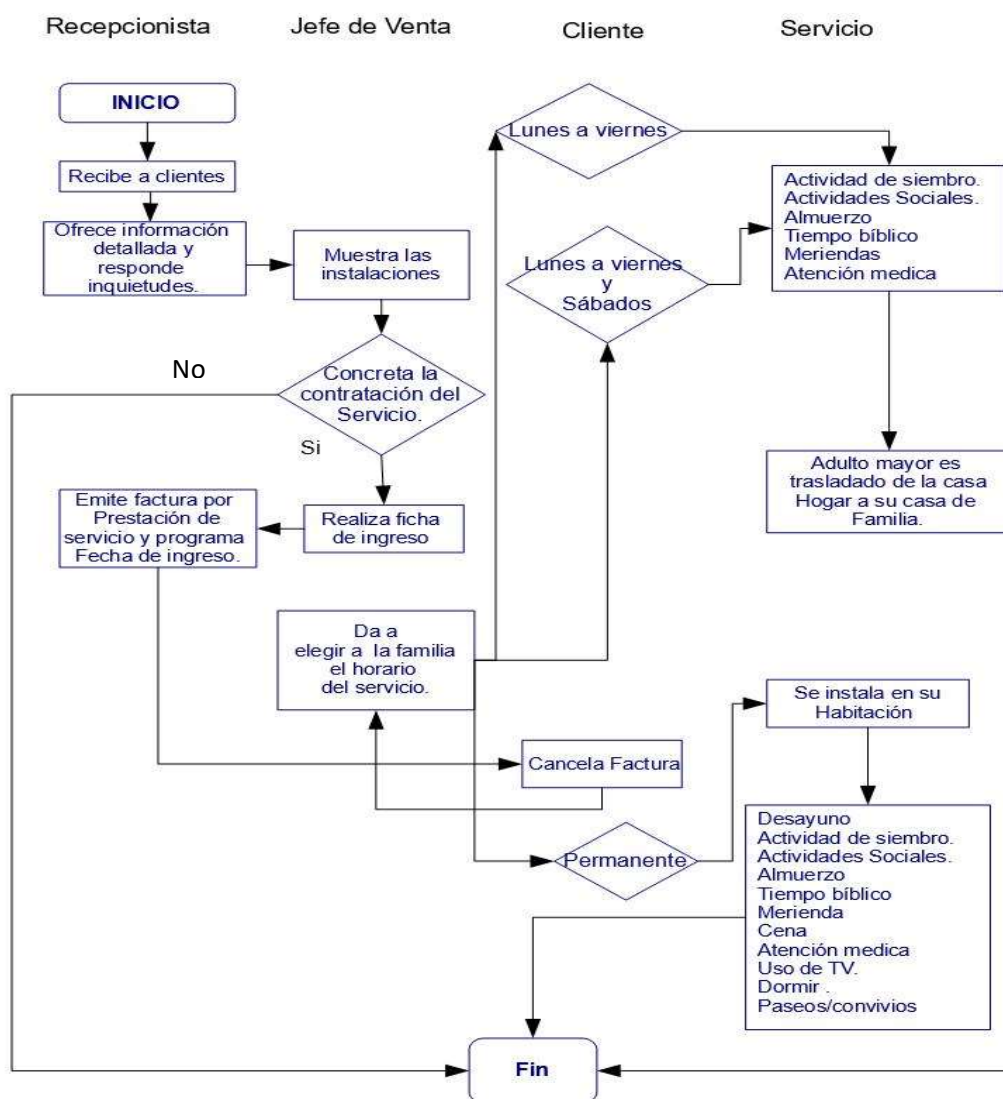 Recepcionista
Jefe de Venta
Cliente
Servicio
INICIO
Recibe a clientes
Ofrece información
detallada y
responde
inquietudes.
Muestra las
instalaciones
Concreta la
contratación del
Servicio.
No
Si
Realiza ficha
de ingreso
Emite factura por
Prestación de
servicio y programa
Fecha de ingreso.
Da a
elegir a la familia
el horario
del servicio.
Cancela Factura
Lunes a viernes
Lunes a viernes
y
Sábados
Permanente
Actividad de siembro.
Actividades Sociales.
Almuerzo
Tiempo bíblico
Meriendas
Atención medica
Adulto mayor es
trasladado de la casa
Hogar a su casa de
Familia.
Se instala en su
Habitación
Desayuno
Actividad de siembro.
Actividades Sociales.
Almuerzo
Tiempo bíblico
Merienda
Cena
Atención medica
Uso de TV.
Dormir .
Paseos/convivios
Fin